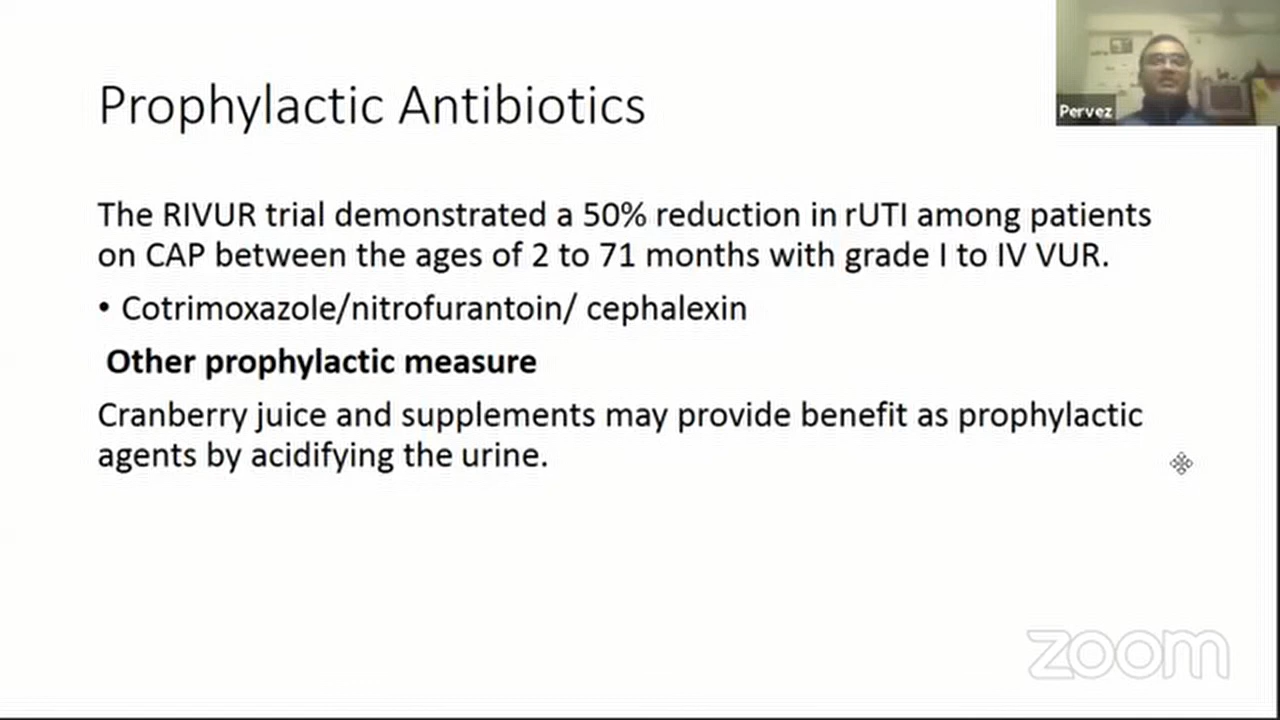 Prophylactic Antibiotics
Pervez
The RIVUR trial demonstrated a 50% reduction in rUTI among patients
on CAP between the ages of 2 to 71 months with grade I to IV VUR.
• Cotrimoxazole/nitrofurantoin/ cephalexin
Other prophylactic measure
Cranberry juice and supplements may provide benefit as prophylactic
agents by acidifying the urine.
zoom